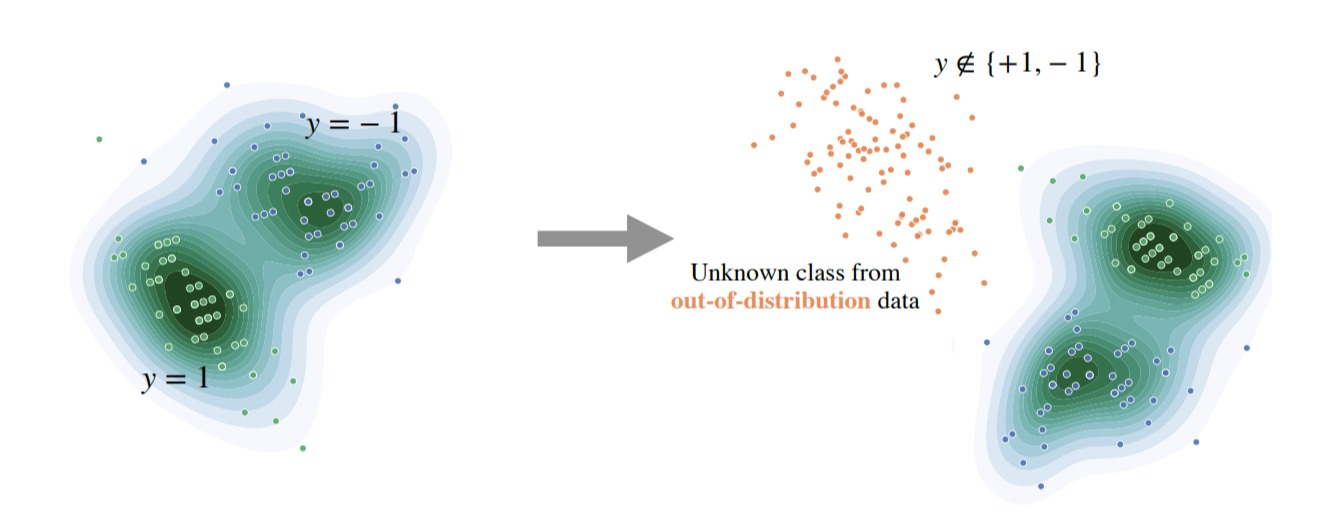 y = − 1
y = 1
y ∉ {+1, − 1}
Unknown class from
out-of-distribution data